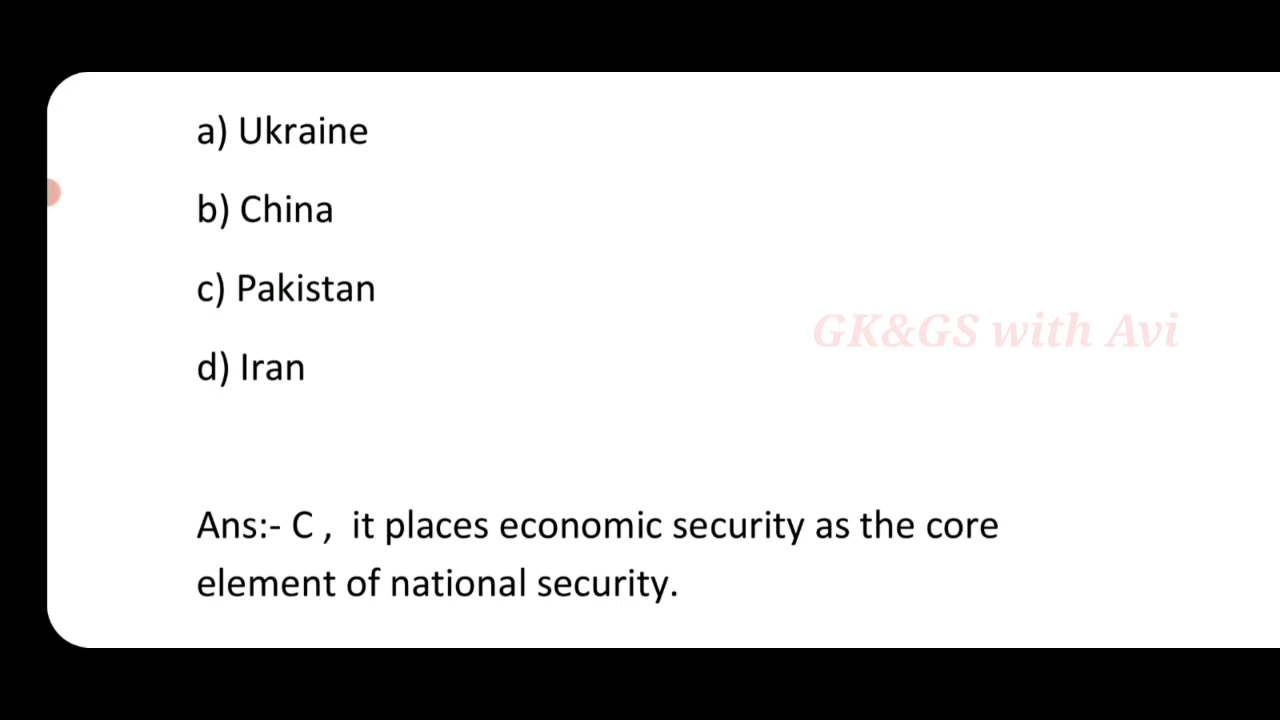 a) Ukraine
b) China
c) Pakistan
GK&GS with Avi
d) Iran
Ans:- C , it places economic security as the core
element of national security.